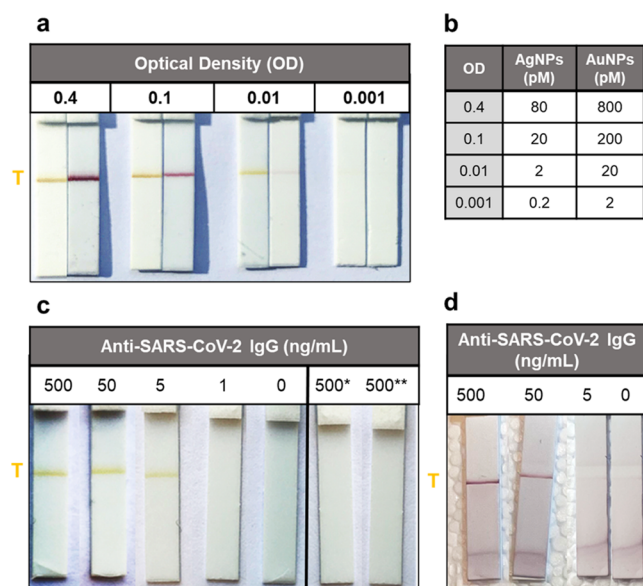 a
Optical Density (OD)
0.4 0.1 0.01 0.001
T
b
OD AgNPs (pM) AuNPs (pM)
0.4 80 800
0.1 20 200
0.01 2 20
0.001 0.2 2
c
Anti-SARS-CoV-2 IgG (ng/mL)
500 50 5 1 0 500* 500**
T
d
Anti-SARS-CoV-2 IgG
(ng/mL)
500 50 5 0
T